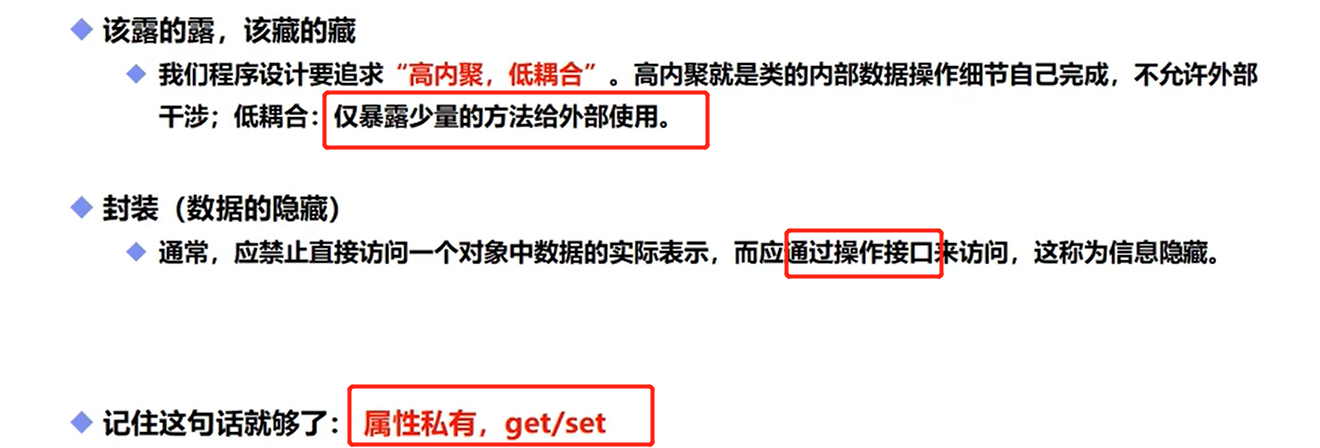 该露的露，该藏的藏
我们程序设计要追求“高内聚，低耦合”。高内聚就是类的内部数据操作细节自己完成，不允许外部
干涉；低耦合：仅暴露少量的方法给外部使用。
封装（数据的隐藏）
通常，应禁止直接访问一个对象中数据的实际表示，而应通过操作接口来访问，这称为信息隐藏。
记住这句话就够了：属性私有，get/set